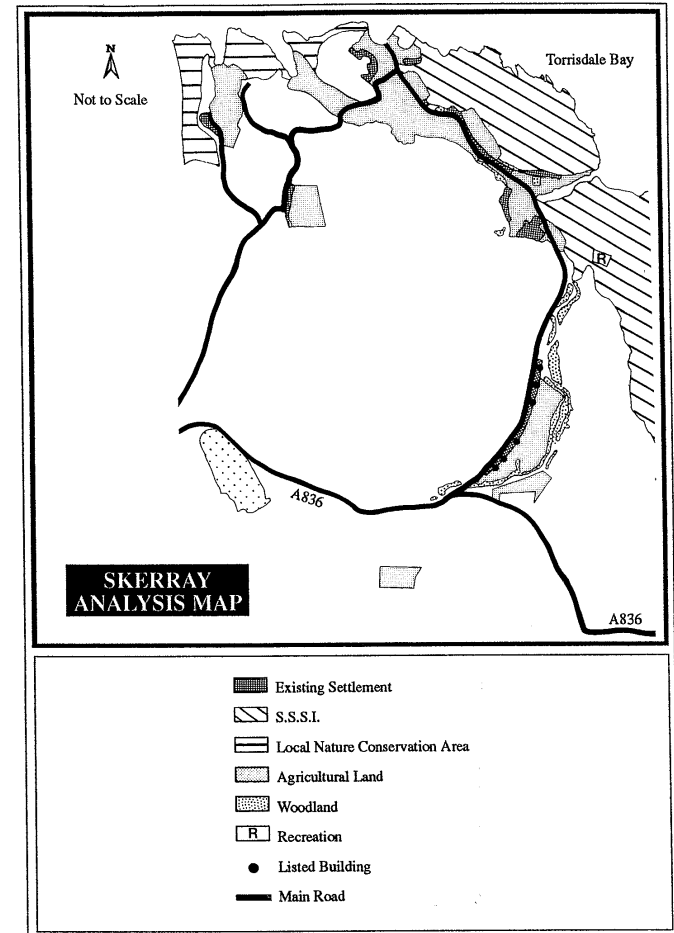 N
Not to Scale
Torrisdale Bay
R
A836
SKERRAY
ANALYSIS MAP
A836
Existing Settlement
S.S.S.I.
Local Nature Conservation Area
Agricultural Land
Woodland
R Recreation
Listed Building
Main Road